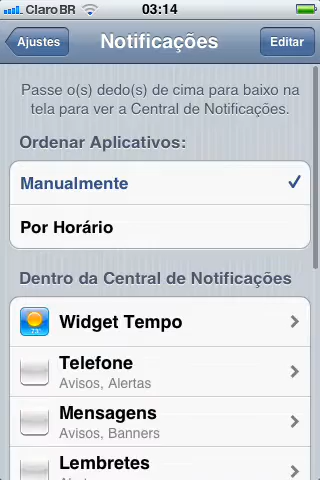 Claro BR 03:14
Ajustes Notificações Editar
Passe o(s) dedo(s) de cima para baixo na
tela para ver a Central de Notificações.
Ordenar Aplicativos:
Manualmente
Por Horário
Dentro da Central de Notificações
Widget Tempo
73°
Telefone
Avisos, Alertas
Mensagens
Avisos, Banners
Lembretes